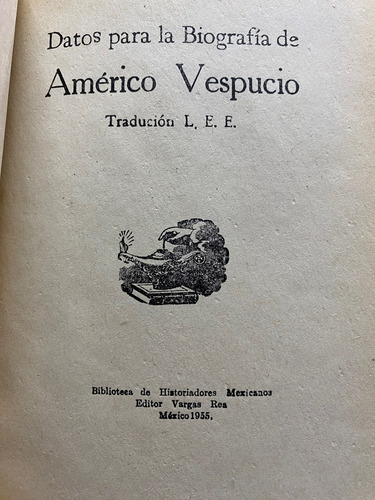 Datos para la Biografía de
Américo Vespucio
Tradución L. E. E.
Biblioteca de Historiadores Mexicanos
Editor Vargas Rea
México 1955.